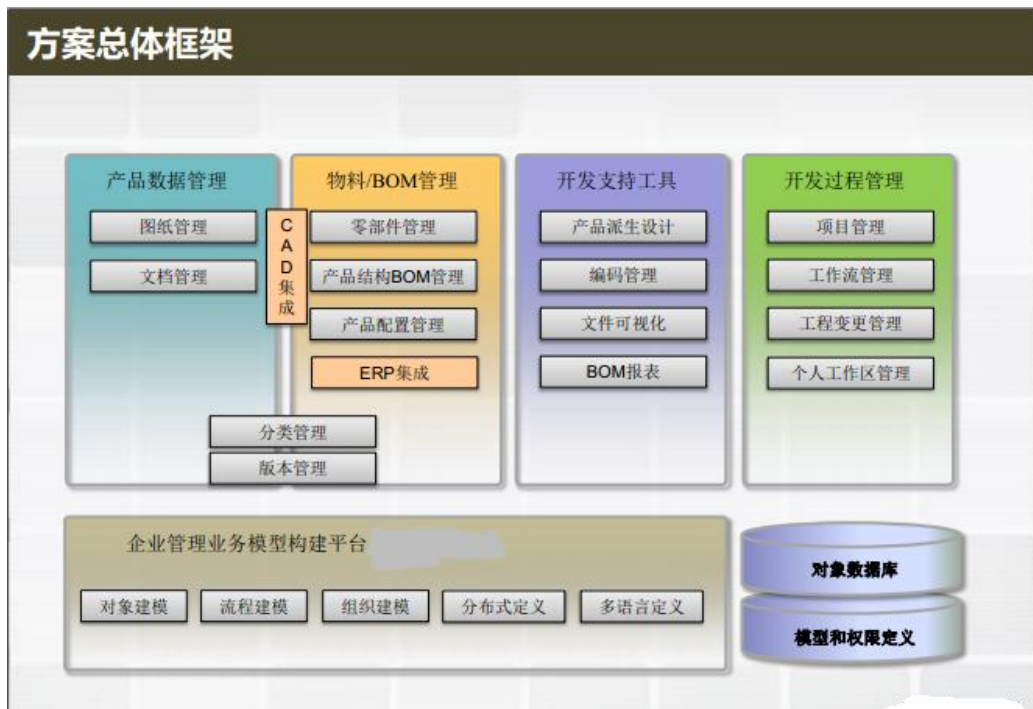 方案总体框架
产品数据管理
图纸管理
文档管理
CAD集成
物料/BOM管理
零部件管理
产品结构BOM管理
产品配置管理
ERP集成
分类管理
版本管理
开发支持工具
产品派生设计
编码管理
文件可视化
BOM报表
开发过程管理
项目管理
工作流管理
工程变更管理
个人工作区管理
企业管理业务模型构建平台
对象建模
流程建模
组织建模
分布式定义
多语言定义
对象数据库
模型和权限定义